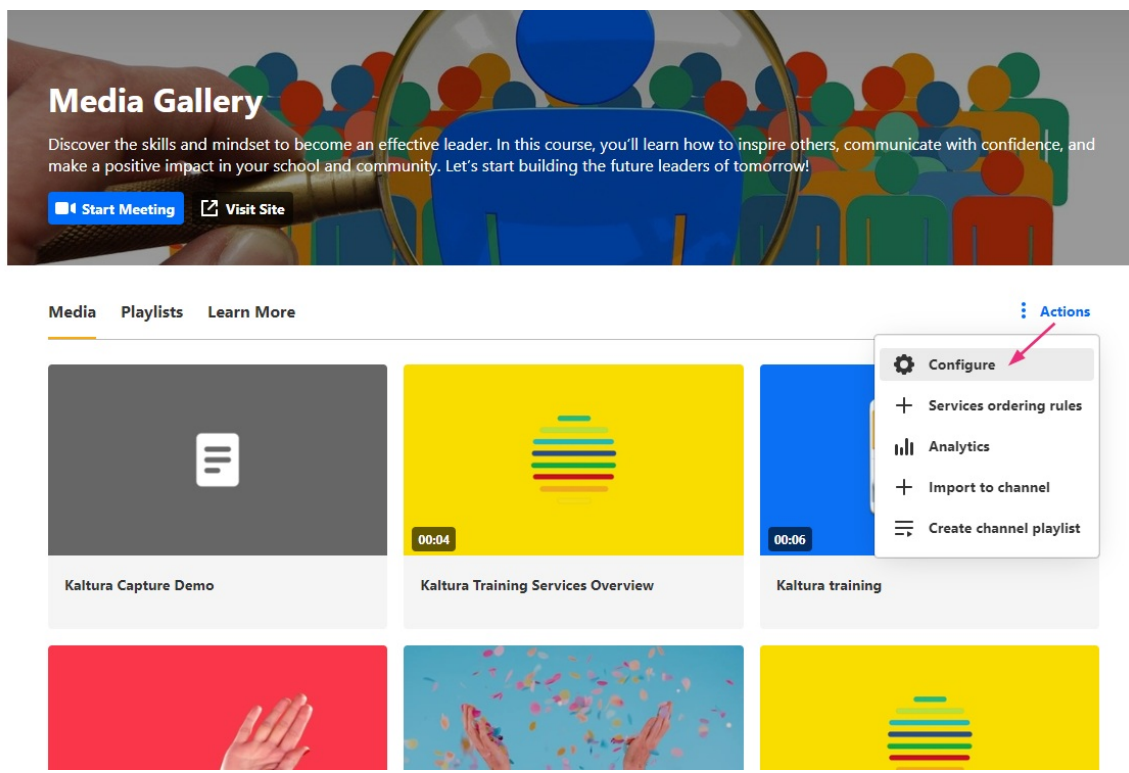 Media Gallery
Discover the skills and mindset to become an effective leader. In this course, you'll learn how to inspire others, communicate with confidence, and
make a positive impact in your school and community. Let's start building the future leaders of tomorrow!
Start Meeting Visit Site
Media Playlists Learn More Actions
Configure
Services ordering rules
Analytics
Import to channel
Create channel playlist
00:04 00:06
Kaltura Capture Demo Kaltura Training Services Overview Kaltura training